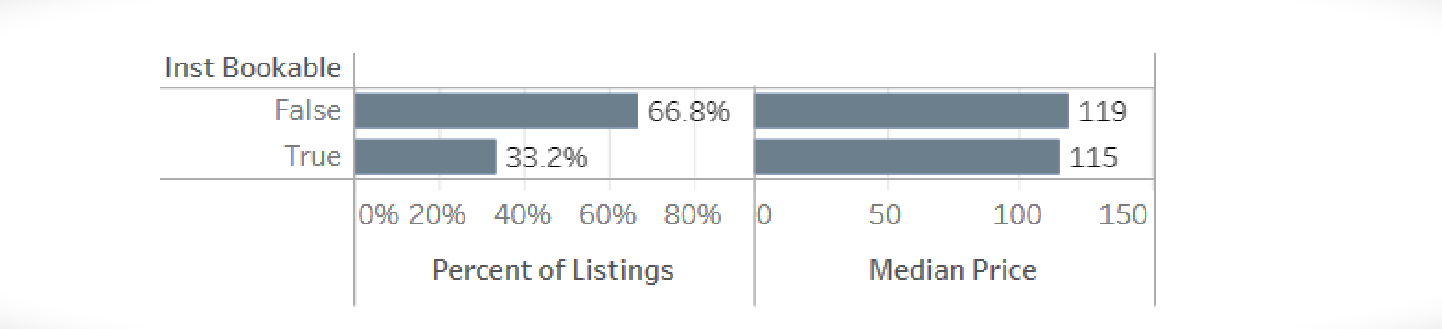 Inst Bookable
False 66.8% 119
True 33.2% 115
0% 20% 40% 60% 80% 0 50 100 150
Percent of Listings Median Price